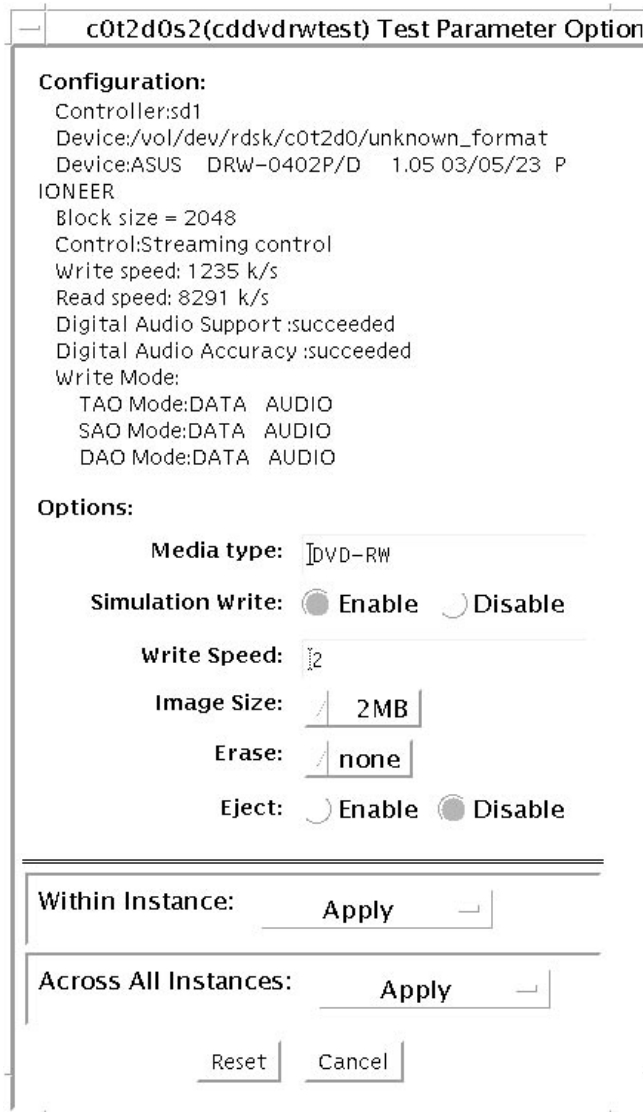 c0t2d0s2(cddvdrwtest) Test Parameter Option
Configuration:
Controller:sd1
Device:/vol/dev/rdsk/c0t2d0/unknown_format
Device:ASUS DRW-0402P/D 1.05 03/05/23 P
IONEER
Block size = 2048
Control:Streaming control
Write speed: 1235 k/s
Read speed: 8291 k/s
Digital Audio Support :succeeded
Digital Audio Accuracy :succeeded
Write Mode:
TAO Mode:DATA AUDIO
SAO Mode:DATA AUDIO
DAO Mode:DATA AUDIO
Options:
Media type: DVD-RW
Simulation Write: Enable Disable
Write Speed: 2
Image Size: 2MB
Erase: none
Eject: Enable Disable
Within Instance: Apply
Across All Instances: Apply
Reset Cancel